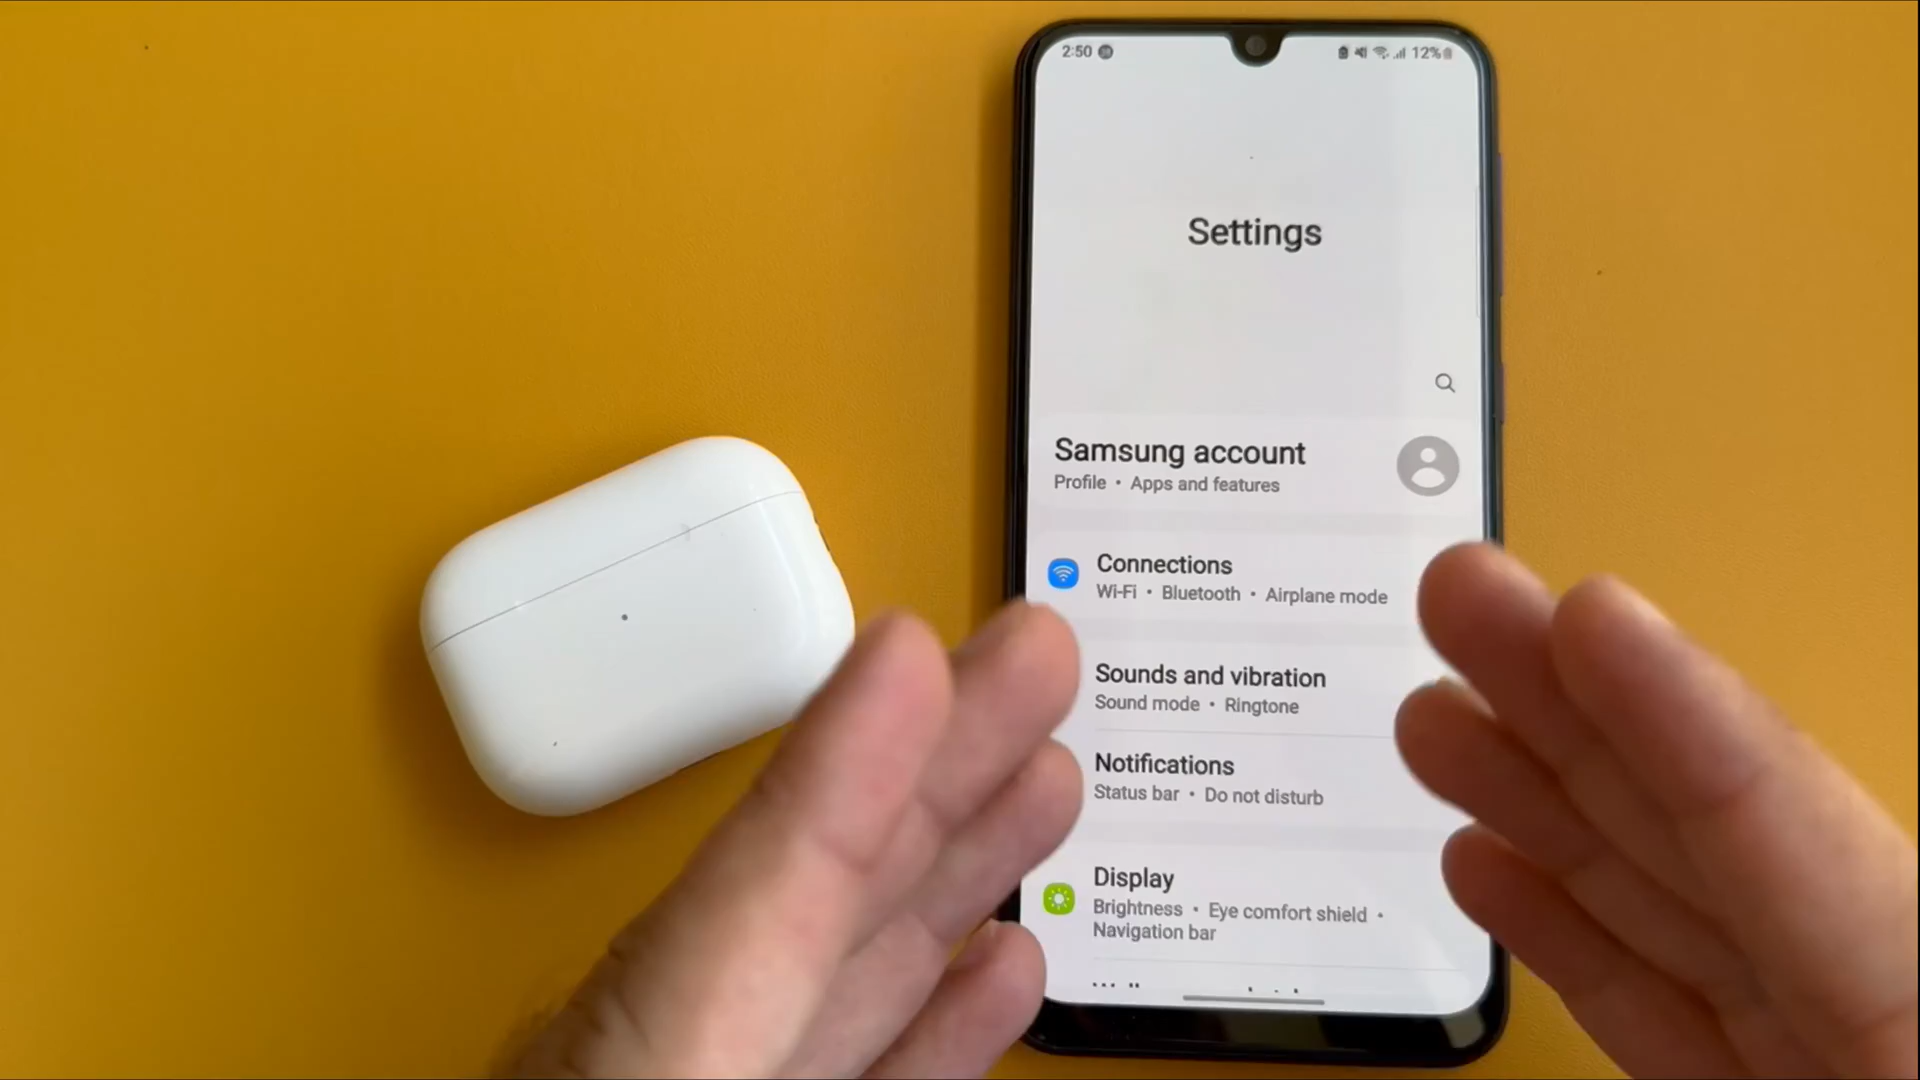 2:50
12%
Settings
Samsung account
Profile • Apps and features
Connections
Wi-Fi • Bluetooth • Airplane mode
Sounds and vibration
Sound mode • Ringtone
Notifications
Status bar • Do not disturb
Display
Brightness • Eye comfort shield •
Navigation bar